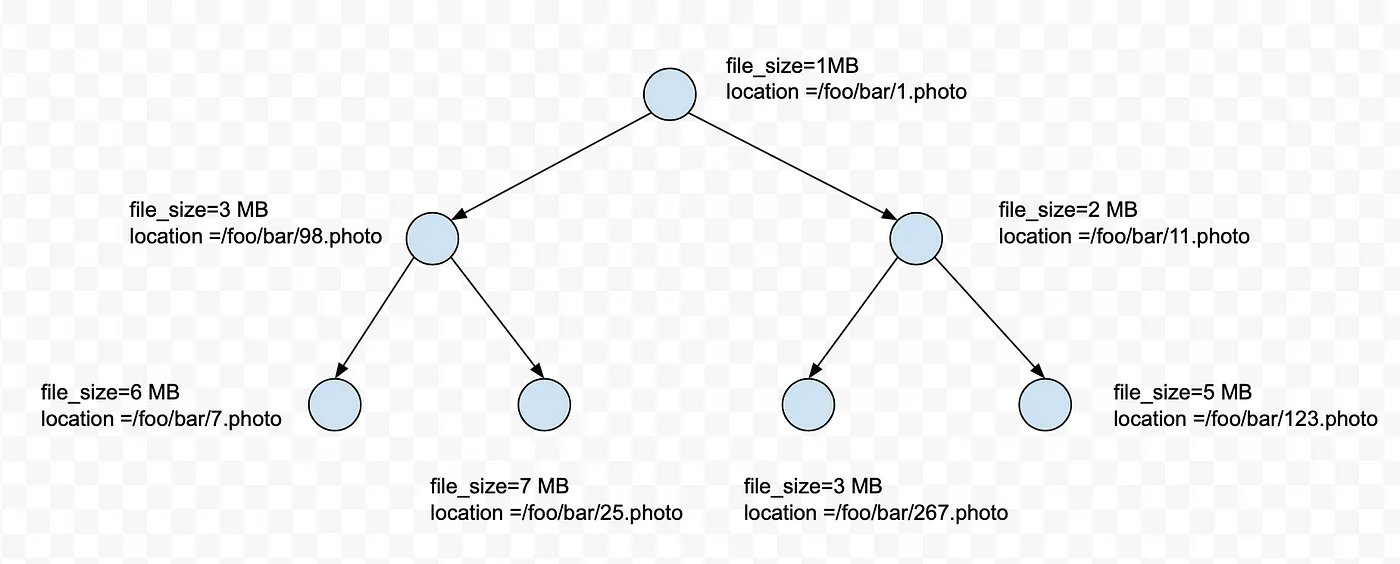 file_size=1MB
location =/foo/bar/1.photo
file_size=3 MB
location =/foo/bar/98.photo
file_size=2 MB
location =/foo/bar/11.photo
file_size=6 MB
location =/foo/bar/7.photo
file_size=5 MB
location =/foo/bar/123.photo
file_size=7 MB
location =/foo/bar/25.photo
file_size=3 MB
location =/foo/bar/267.photo